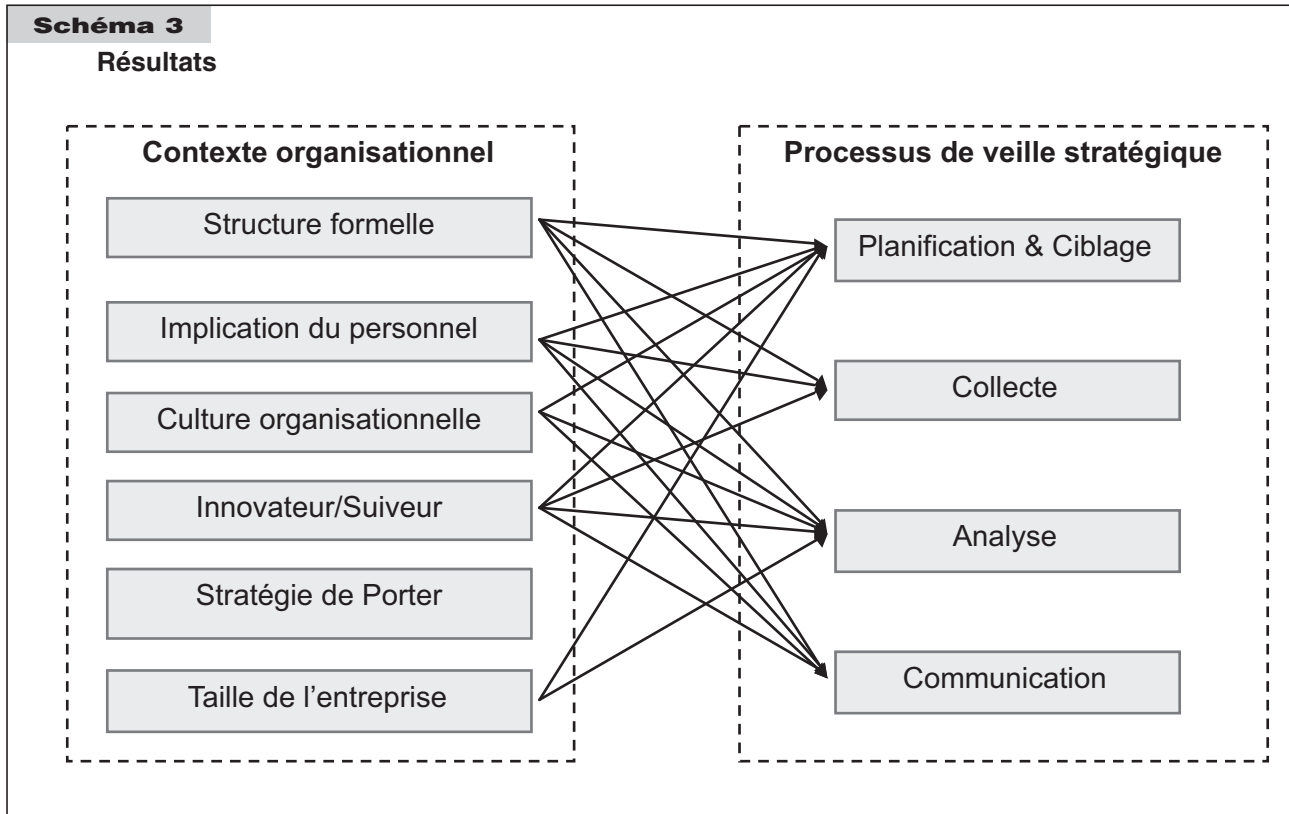 Schéma 3
Résultats
Contexte organisationnel
Structure formelle
Implication du personnel
Culture organisationnelle
Innovateur/Suiveur
Stratégie de Porter
Taille de l’entreprise
Processus de veille stratégique
Planification & Ciblage
Collecte
Analyse
Communication